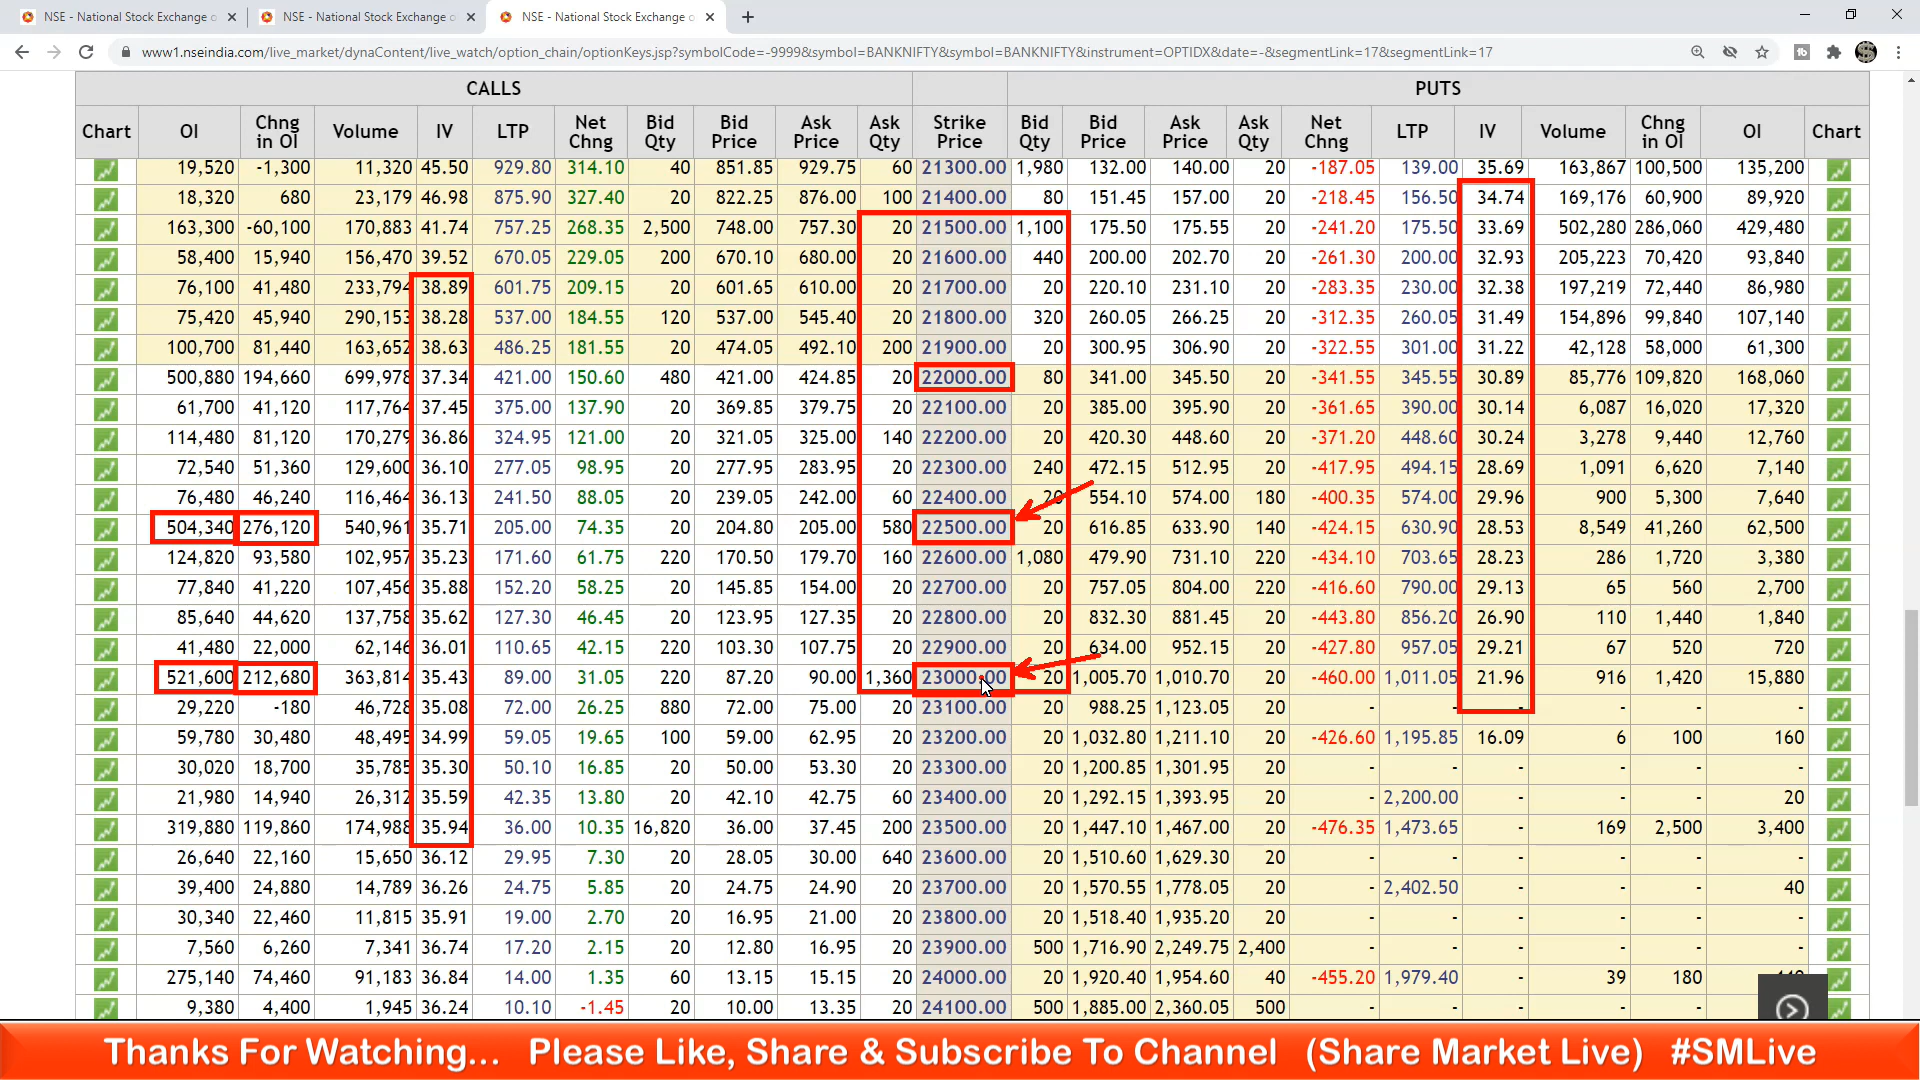 NSE - National Stock Exchange o
NSE - National Stock Exchange o
NSE - National Stock Exchange o
www1.nseindia.com/live_market/dynaContent/live_watch/option_chain/optionKeys.jsp?symbolCode=-9999&symbol=BANKNIFTY&symbol=BANKNIFTY&instrument=OPTIDX&date=-&segmentLink=17&segmentLink=17
CALLS PUTS
Chart OI Chng in OI Volume IV LTP Net Chng Bid Qty Bid Price Ask Price Ask Qty Strike Price Bid Qty Bid Price Ask Price Ask Qty Net Chng LTP IV Volume Chng in OI OI Chart
19,520 -1,300 11,320 45.50 929.80 314.10 40 851.85 929.75 60 21300.00 1,980 132.00 140.00 20 -187.05 139.00 35.69 163,867 100,500 135,200
18,320 680 23,179 46.98 875.90 327.40 20 822.25 876.00 100 21400.00 80 151.45 157.00 20 -218.45 156.50 34.74 169,176 60,900 89,920
163,300 -60,100 170,883 41.74 757.25 268.35 2,500 748.00 757.30 20 21500.00 1,100 175.50 175.55 20 -241.20 175.50 33.69 502,280 286,060 429,480
58,400 15,940 156,470 39.52 670.05 229.05 200 670.10 680.00 20 21600.00 440 200.00 202.70 20 -261.30 200.00 32.93 205,223 70,420 93,840
76,100 41,480 233,794 38.89 601.75 209.15 20 601.65 610.00 20 21700.00 20 220.10 231.10 20 -283.35 230.00 32.38 197,219 72,440 86,980
75,420 45,940 290,153 38.28 537.00 184.55 120 537.00 545.40 20 21800.00 320 260.05 266.25 20 -312.35 260.05 31.49 154,896 99,840 107,140
100,700 81,440 163,652 38.63 486.25 181.55 20 474.05 492.10 200 21900.00 20 300.95 306.90 20 -322.55 301.00 31.22 42,128 58,000 61,300
500,880 194,660 699,978 37.34 421.00 150.60 480 421.00 424.85 20 22000.00 80 341.00 345.50 20 -341.55 345.55 30.89 85,776 109,820 168,060
61,700 41,120 117,764 37.45 375.00 137.90 20 369.85 379.75 20 22100.00 20 385.00 395.90 20 -361.65 390.00 30.14 6,087 16,020 17,320
114,480 81,120 170,279 36.86 324.95 121.00 20 321.05 325.00 140 22200.00 20 420.30 448.60 20 -371.20 448.60 30.24 3,278 9,440 12,760
72,540 51,360 129,600 36.10 277.05 98.95 20 277.95 283.95 20 22300.00 240 472.15 512.95 20 -417.95 494.15 28.69 1,091 6,620 7,140
76,480 46,240 116,464 36.13 241.50 88.05 20 239.05 242.00 60 22400.00 20 554.10 574.00 180 -400.35 574.00 29.96 900 5,300 7,640
504,340 276,120 540,961 35.71 205.00 74.35 20 204.80 205.00 580 22500.00 20 616.85 633.90 140 -424.15 630.90 28.53 8,549 41,260 62,500
124,820 93,580 102,957 35.23 171.60 61.75 220 170.50 179.70 160 22600.00 1,080 479.90 731.10 220 -434.10 703.65 28.23 286 1,720 3,380
77,840 41,220 107,456 35.88 152.20 58.25 20 145.85 154.00 20 22700.00 20 757.05 804.00 220 -416.60 790.00 29.13 65 560 2,700
85,640 44,620 137,758 35.62 127.30 46.45 20 123.95 127.35 20 22800.00 20 832.30 881.45 20 -443.80 856.20 26.90 110 1,440 1,840
41,480 22,000 62,146 36.01 110.65 42.15 220 103.30 107.75 20 22900.00 20 634.00 952.15 20 -427.80 957.05 29.21 67 520 720
521,600 212,680 363,814 35.43 89.00 31.05 220 87.20 90.00 1,360 23000.00 20 1,005.70 1,010.70 20 -460.00 1,011.05 21.96 916 1,420 15,880
29,220 -180 46,728 35.08 72.00 26.25 880 72.00 75.00 20 23100.00 20 988.25 1,123.05 20 - - - - - -
59,780 30,480 48,495 34.99 59.05 19.65 100 59.00 62.95 20 23200.00 20 1,032.80 1,211.10 20 -426.60 1,195.85 16.09 6 100 160
30,020 18,700 35,785 35.30 50.10 16.85 20 50.00 53.30 20 23300.00 20 1,200.85 1,301.95 20 - - - - - -
21,980 14,940 26,312 35.59 42.35 13.80 20 42.10 42.75 60 23400.00 20 1,292.15 1,393.95 20 - 2,200.00 - - - 20
319,880 119,860 174,988 35.94 36.00 10.35 16,820 36.00 37.45 200 23500.00 20 1,447.10 1,467.00 20 -476.35 1,473.65 - 169 2,500 3,400
26,640 22,160 15,650 36.12 29.95 7.30 20 28.05 30.00 640 23600.00 20 1,510.60 1,629.30 20 - - - - - -
39,400 24,880 14,789 36.26 24.75 5.85 20 24.75 24.90 20 23700.00 20 1,570.55 1,778.05 20 - 2,402.50 - - - 40
30,340 22,460 11,815 35.91 19.00 2.70 20 16.95 21.00 20 23800.00 20 1,518.40 1,935.20 20 - - - - - -
7,560 6,260 7,341 36.74 17.20 2.15 20 12.80 16.95 20 23900.00 500 1,716.90 2,249.75 2,400 - - - - - -
275,140 74,460 91,183 36.84 14.00 1.35 60 13.15 15.15 20 24000.00 20 1,920.40 1,954.60 40 -455.20 1,979.40 - 39 180
9,380 4,400 1,945 36.24 10.10 -1.45 20 10.00 13.35 20 24100.00 500 1,885.00 2,360.05 500 - - - - -
Thanks For Watching... Please Like, Share & Subscribe To Channel (Share Market Live) #SMLive